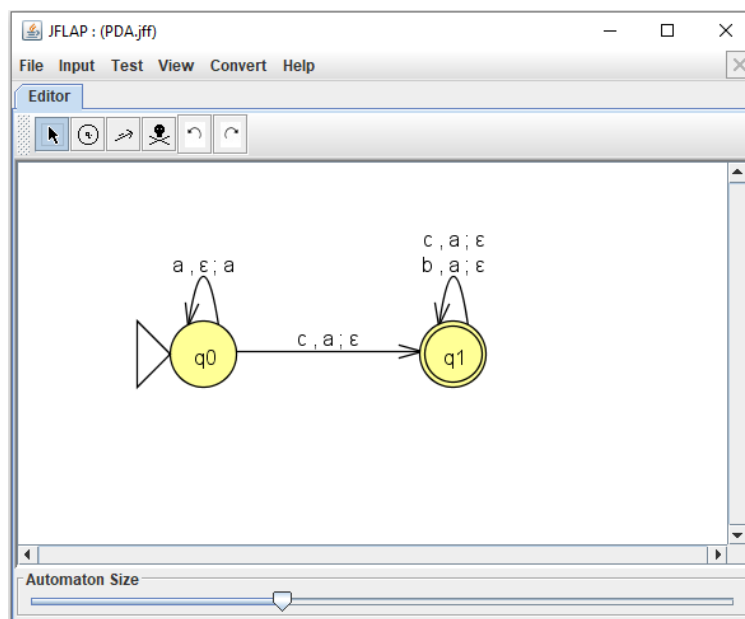 JFLAP : (PDA.jff)
File Input Test View Convert Help
Editor
c , a ; ε
a , ε ; a b , a ; ε
c , a ; ε
q0 q1
Automaton Size